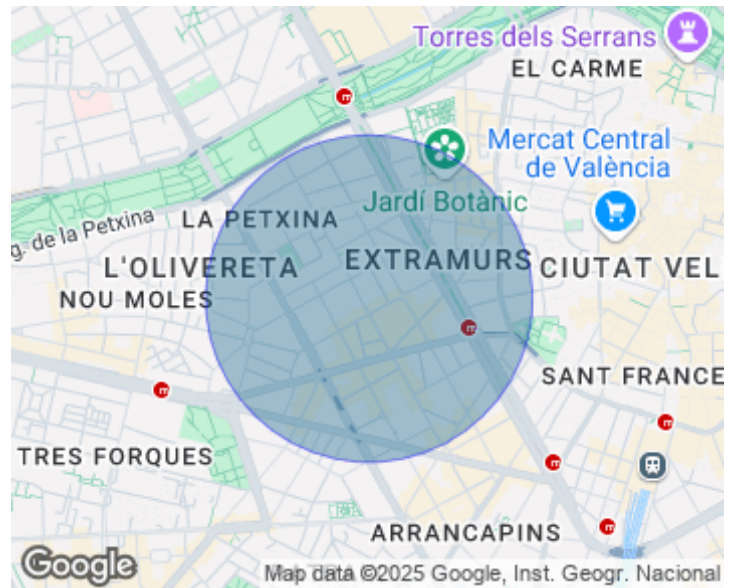 Torres dels Serrans
EL CARME
Mercat Central
de València
Jardí Botànic
g. de la Petxina
LA PETXINA
L'OLIVERETA
EXTRAMURS
CIUTAT VEL
NOU MOLES
SANT FRANCE
TRES FORQUES
ARRANCAPINS
Google
Map data ©2025 Google, Inst. Geogr. Nacional